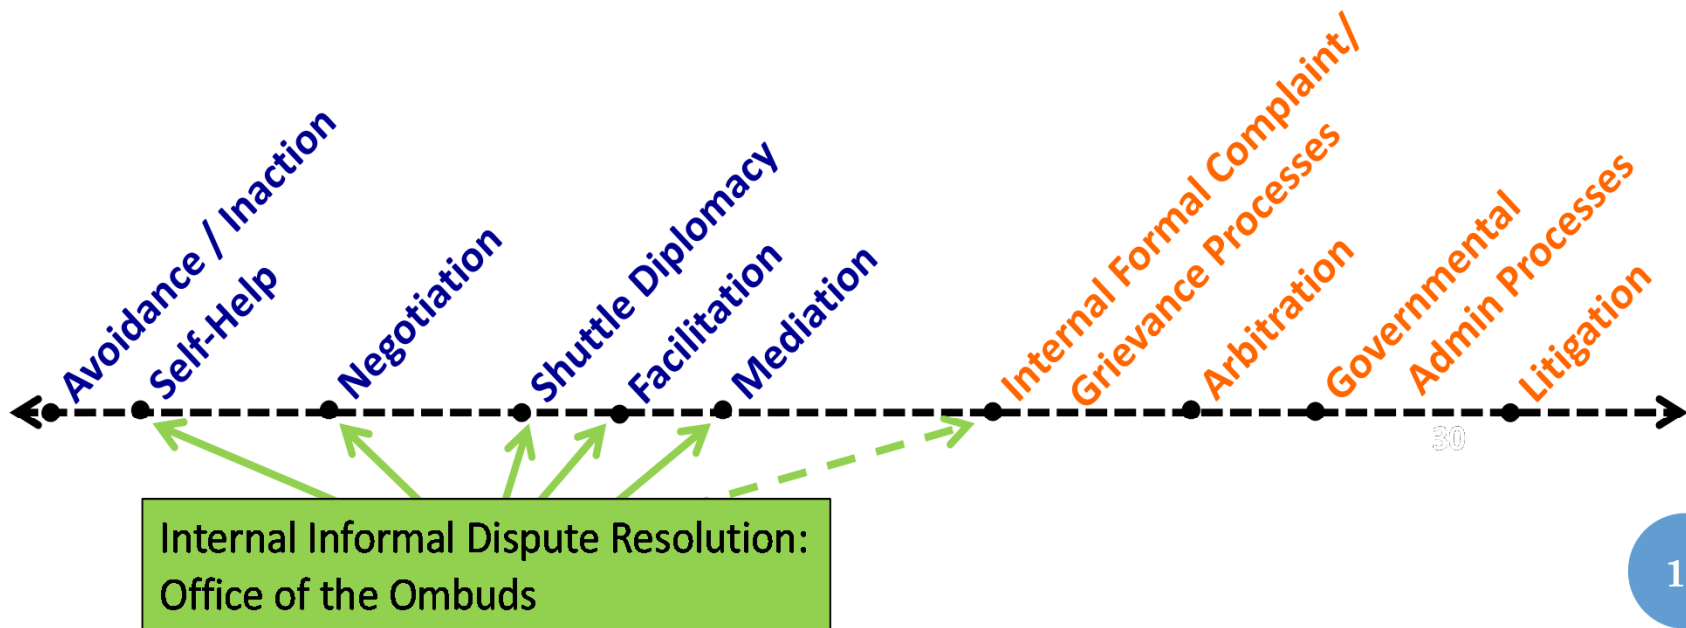 Avoidance / Inaction
Self-Help
Negotiation
Shuttle Diplomacy
Facilitation
Mediation
Internal Formal Complaint/
Grievance Processes
Arbitration
Governmental
Admin Processes
Litigation
30
Internal Informal Dispute Resolution:
Office of the Ombuds
1